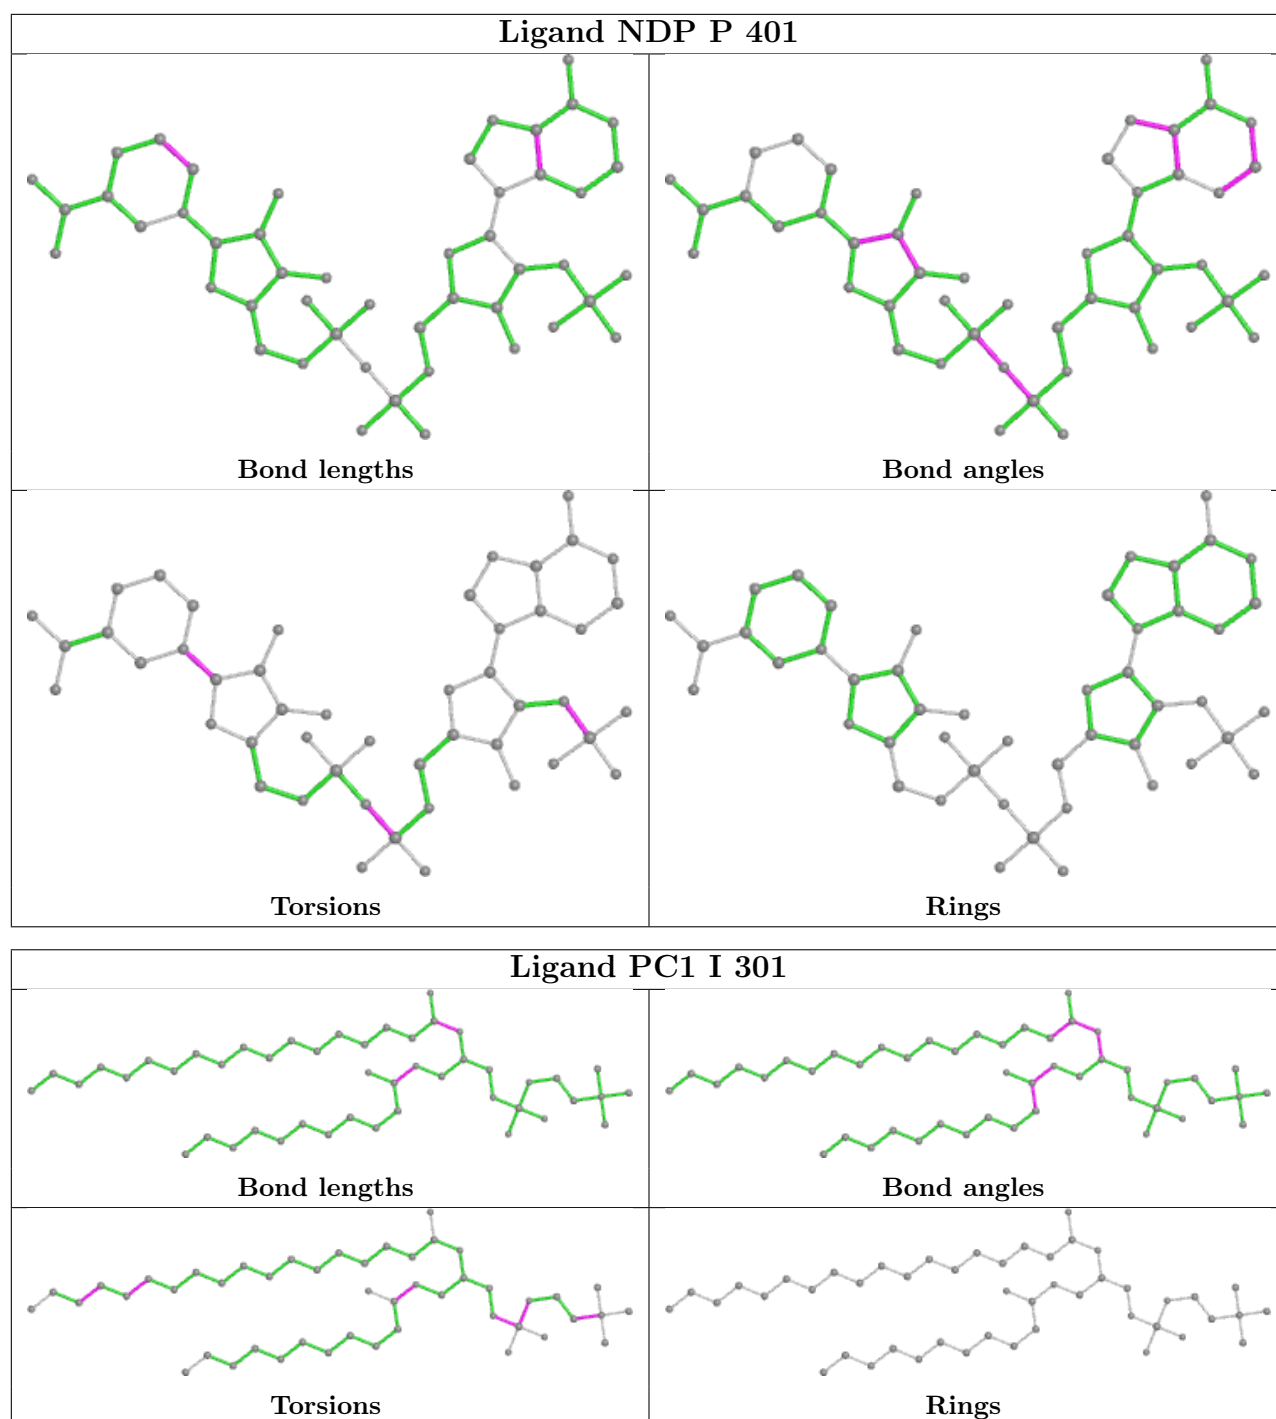 Ligand NDP P 401
Bond lengths
Bond angles
Torsions
Rings
Ligand PC1 I 301
Bond lengths
Bond angles
Torsions
Rings